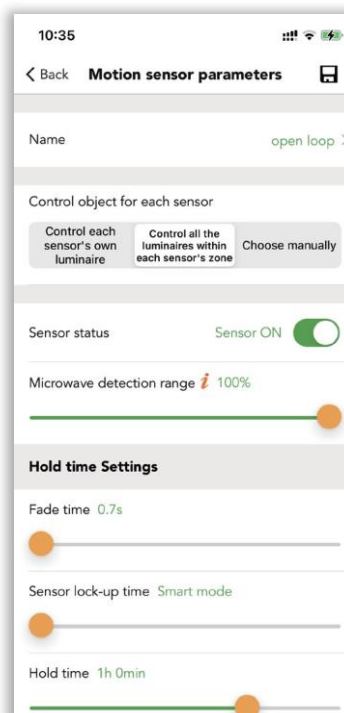 10:35
Back Motion sensor parameters
Name open loop
Control object for each sensor
Control each
sensor's own
luminaire
Control all the
luminaires within
each sensor's zone
Choose manually
Sensor status Sensor ON
Microwave detection range i 100%
Hold time Settings
Fade time 0.7s
Sensor lock-up time Smart mode
Hold time 1h 0min